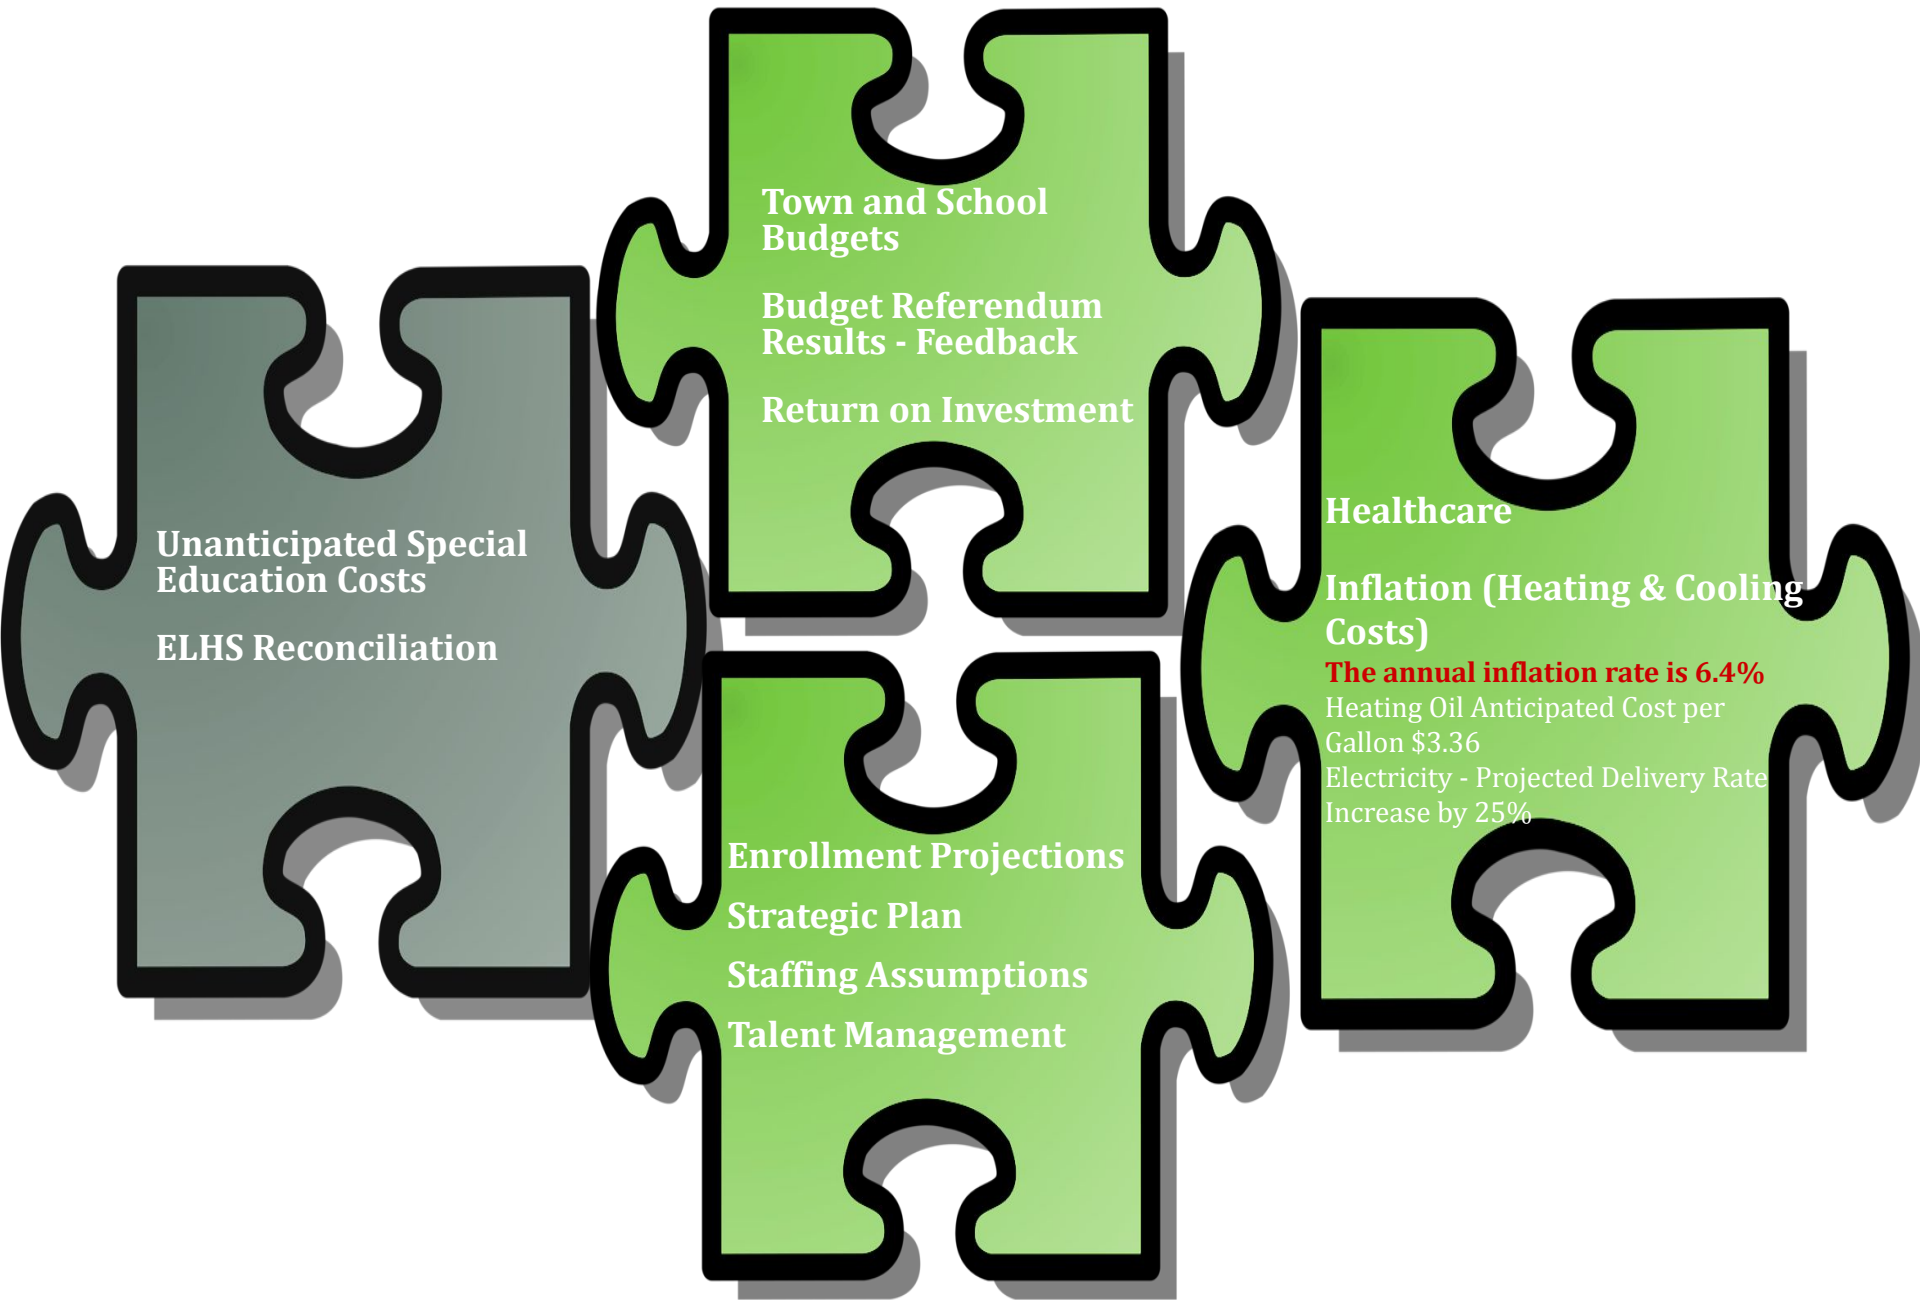 Town and School
Budgets
Budget Referendum
Results - Feedback
Return on Investment
Unanticipated Special
Education Costs
ELHS Reconciliation
Healthcare
Inflation (Heating & Cooling
Costs)
The annual inflation rate is 6.4%
Heating Oil Anticipated Cost per
Gallon $3.36
Electricity - Projected Delivery Rate
Increase by 25%
Enrollment Projections
Strategic Plan
Staffing Assumptions
Talent Management